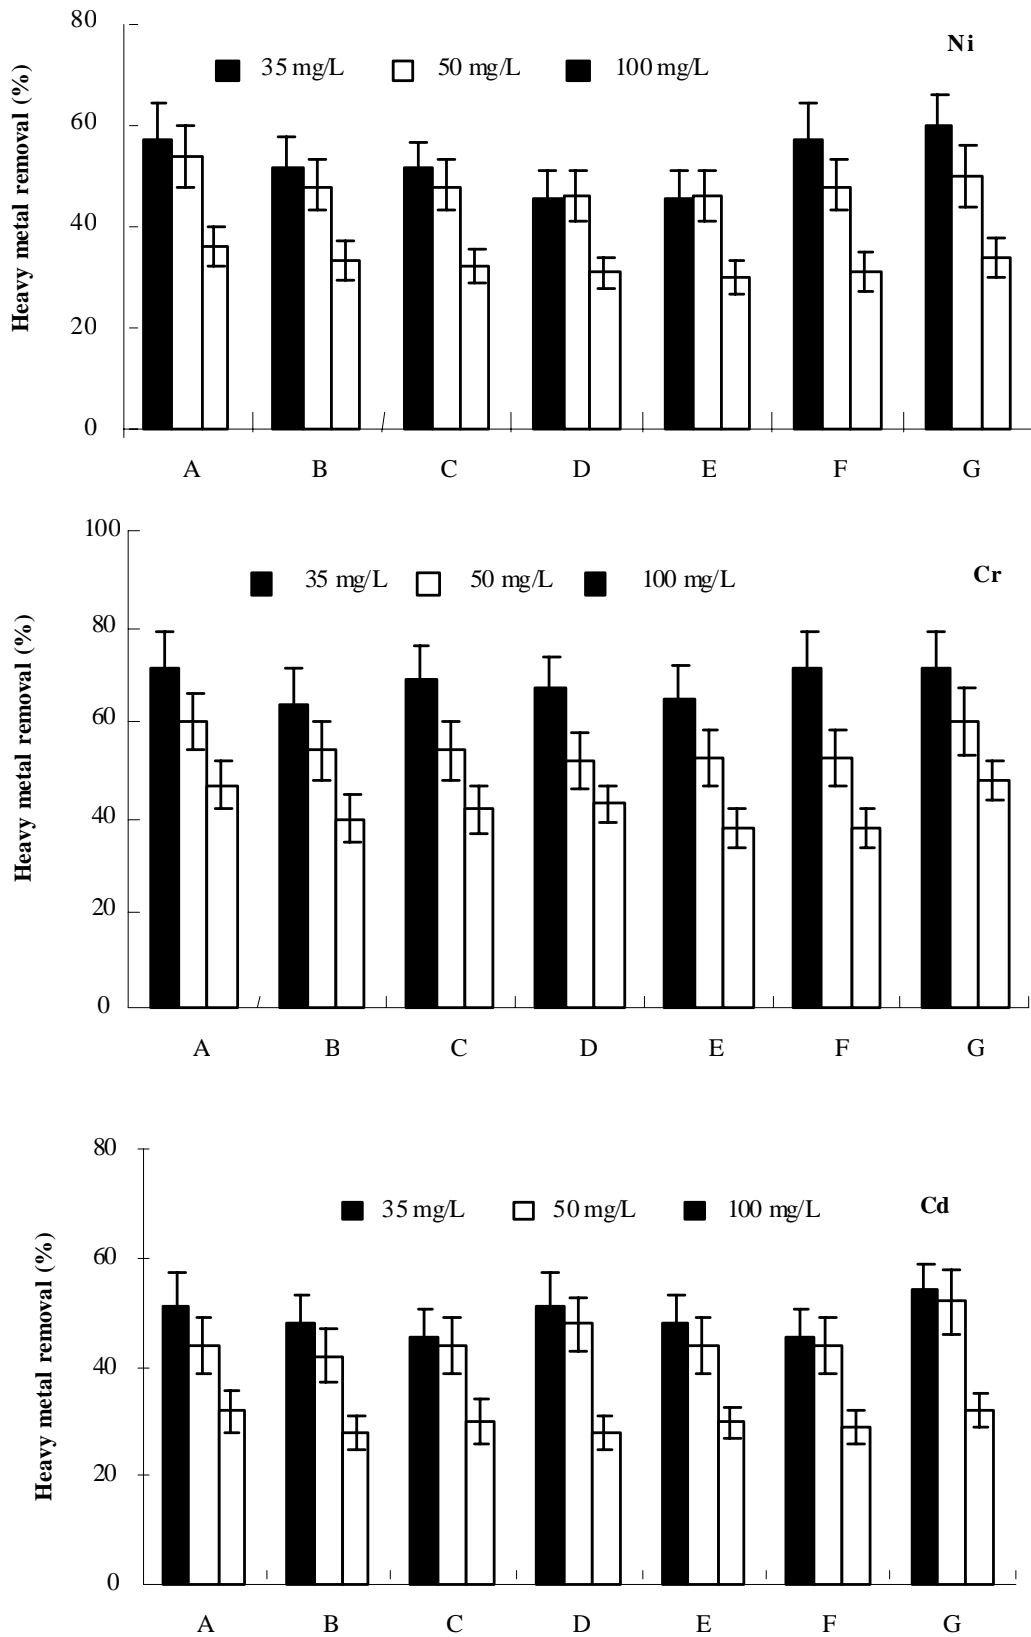 80
Ni
35 mg/L 50 mg/L 100 mg/L
60
40
20
0
Heavy metal removal (%)
A B C D E F G
100
Cr
35 mg/L 50 mg/L 100 mg/L
80
60
40
20
0
Heavy metal removal (%)
A B C D E F G
80
Cd
35 mg/L 50 mg/L 100 mg/L
60
40
20
0
Heavy metal removal (%)
A B C D E F G